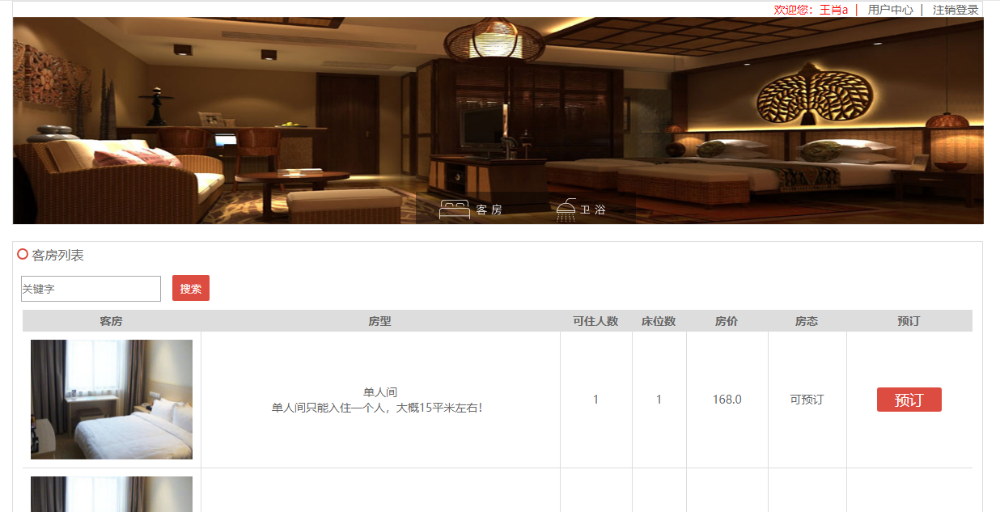 欢迎您：王肖a | 用户中心 | 注销登录
客房 卫浴
客房列表
关键字 搜索
客房 房型 可住人数 床位数 房价 房态 预订
单人间
单人间只能入住一个人，大概15平米左右！
1 1 168.0 可预订 预订